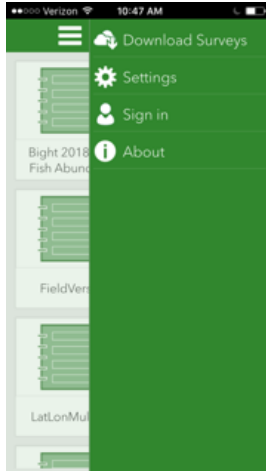 Verizon 10:47 AM
Download Surveys
Settings
Sign in
About
Bight 2018
Fish Abund
FieldVers
LatLonMul